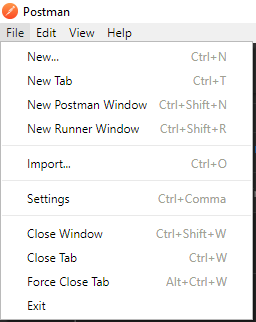 Postman
File Edit View Help
New... Ctrl+N
New Tab Ctrl+T
New Postman Window Ctrl+Shift+N
New Runner Window Ctrl+Shift+R
Import... Ctrl+O
Settings Ctrl+Comma
Close Window Ctrl+Shift+W
Close Tab Ctrl+W
Force Close Tab Alt+Ctrl+W
Exit